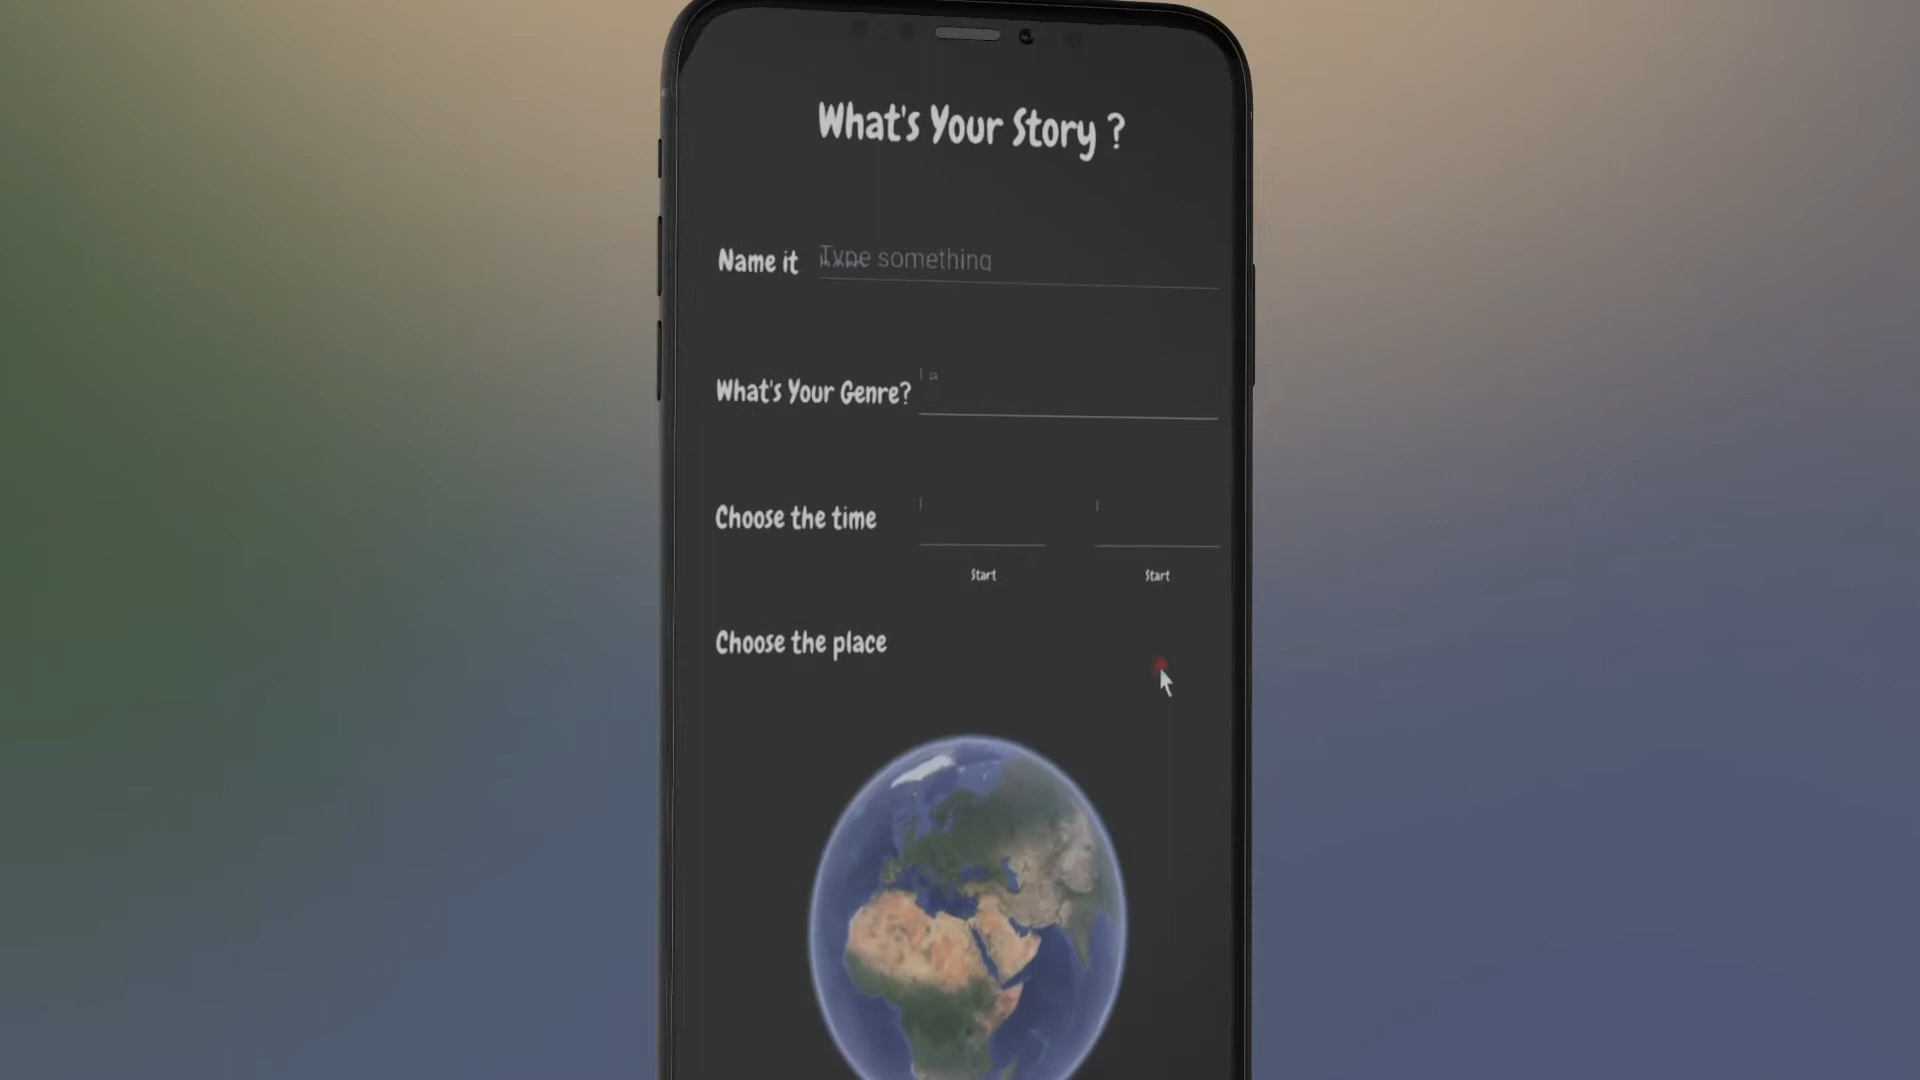 What's Your Story ?
Name it Type something
What's Your Genre?
Choose the time
Start Start
Choose the place